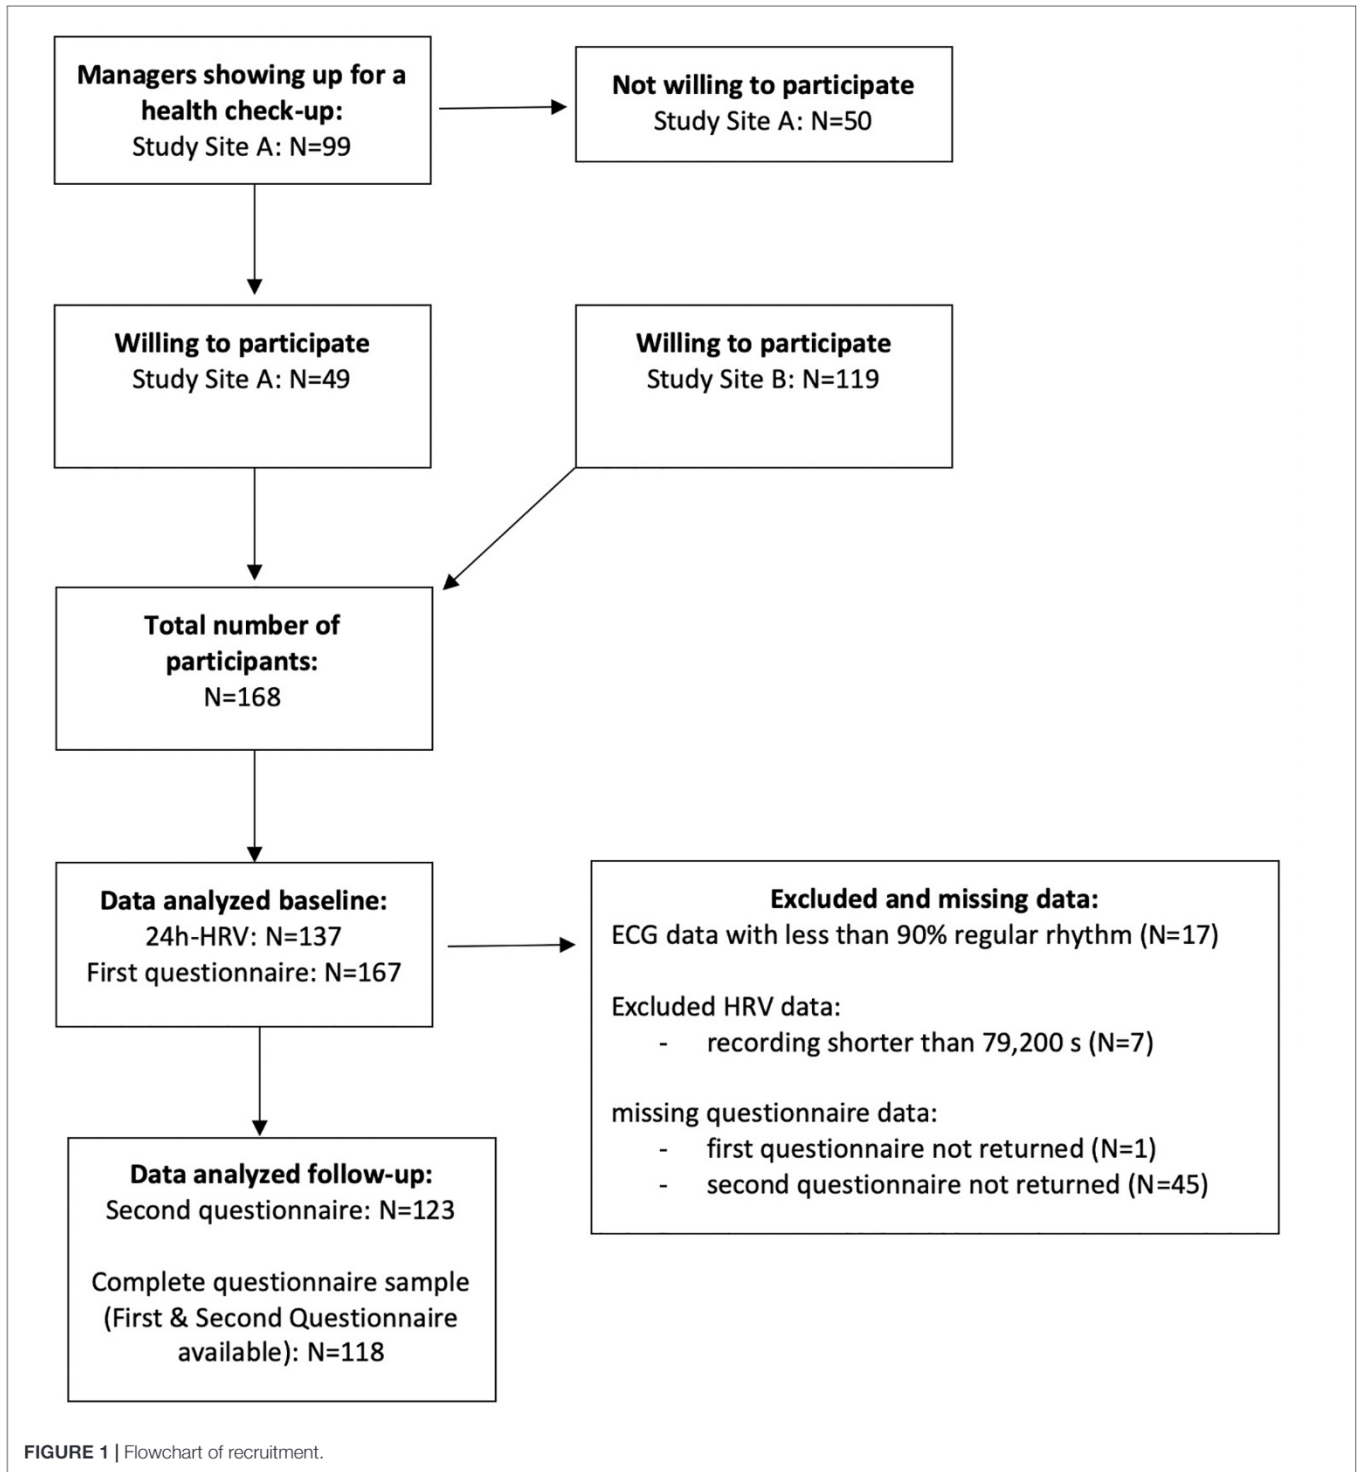 Managers showing up for a
health check-up:
Study Site A: N=99
Not willing to participate
Study Site A: N=50
Willing to participate
Study Site A: N=49
Willing to participate
Study Site B: N=119
Total number of
participants:
N=168
Data analyzed baseline:
24h-HRV: N=137
First questionnaire: N=167
Excluded and missing data:
ECG data with less than 90% regular rhythm (N=17)
Excluded HRV data:
- recording shorter than 79,200 s (N=7)
missing questionnaire data:
- first questionnaire not returned (N=1)
- second questionnaire not returned (N=45)
Data analyzed follow-up:
Second questionnaire: N=123
Complete questionnaire sample
(First & Second Questionnaire
available): N=118
FIGURE 1 | Flowchart of recruitment.